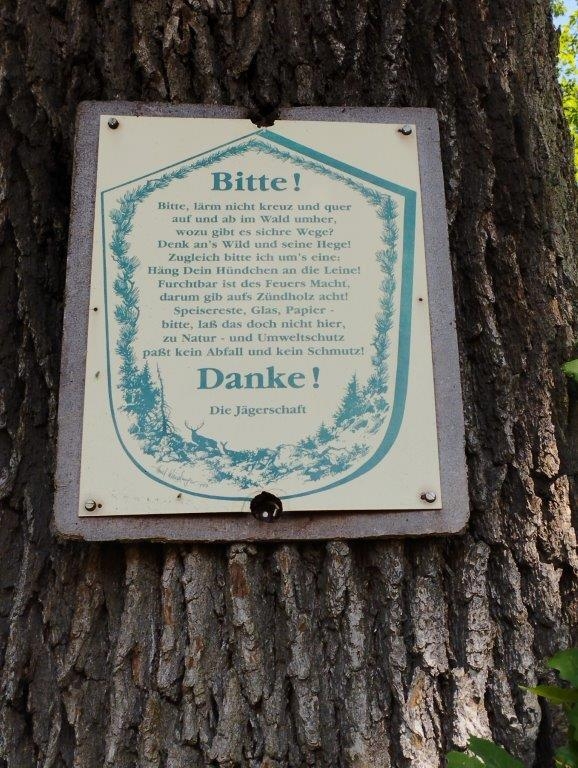 Bitte!
Bitte, lärm nicht kreuz und quer
auf und ab im Wald umher,
wozu gibt es sichre Wege?
Denk an's Wild und seine Hege!
Zugleich bitte ich um's eine:
Häng Dein Hündchen an die Leine!
Furchtbar ist des Feuers Macht,
darum gib aufs Zündholz acht!
Speisereste, Glas, Papier -
bitte, laß das doch nicht hier,
zu Natur - und Umweltschutz
paßt kein Abfall und kein Schmutz!
Danke!
Die Jägerschaft